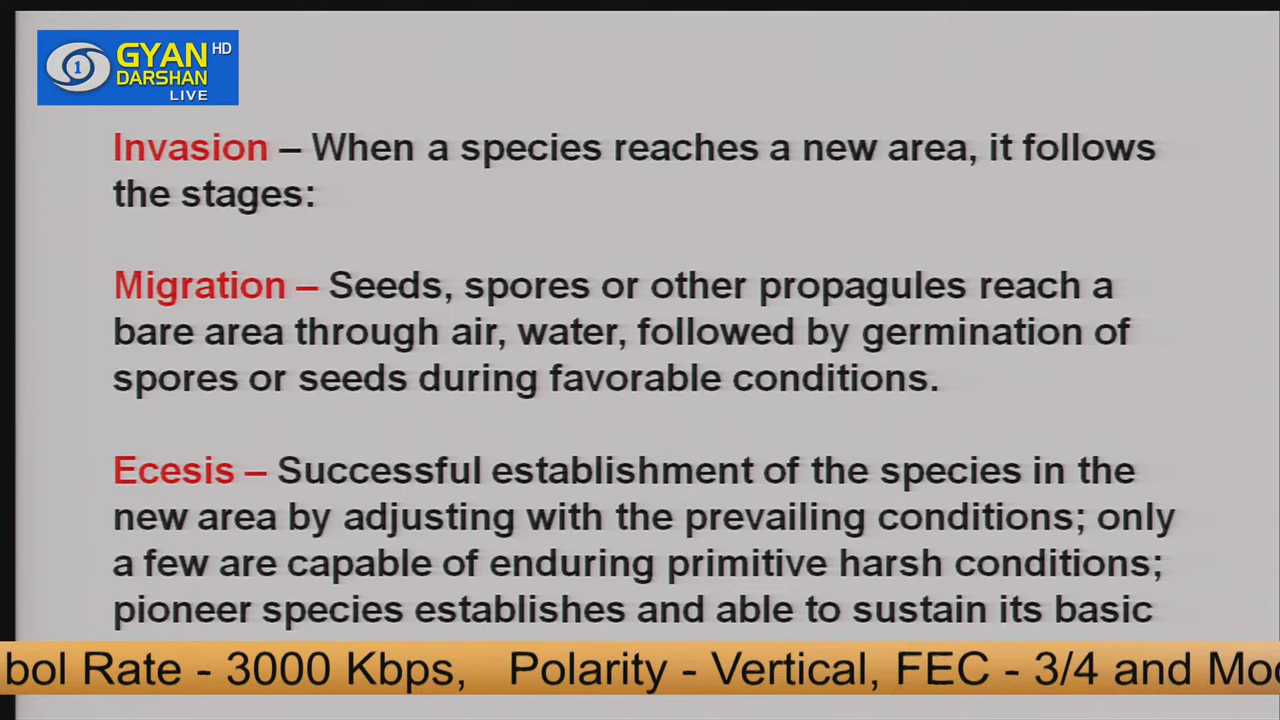 GYAN HD
DARSHAN
1
LIVE
Invasion – When a species reaches a new area, it follows
the stages:
Migration – Seeds, spores or other propagules reach a
bare area through air, water, followed by germination of
spores or seeds during favorable conditions.
Ecesis – Successful establishment of the species in the
new area by adjusting with the prevailing conditions; only
a few are capable of enduring primitive harsh conditions;
pioneer species establishes and able to sustain its basic
bol Rate - 3000 Kbps, Polarity - Vertical, FEC - 3/4 and Mo